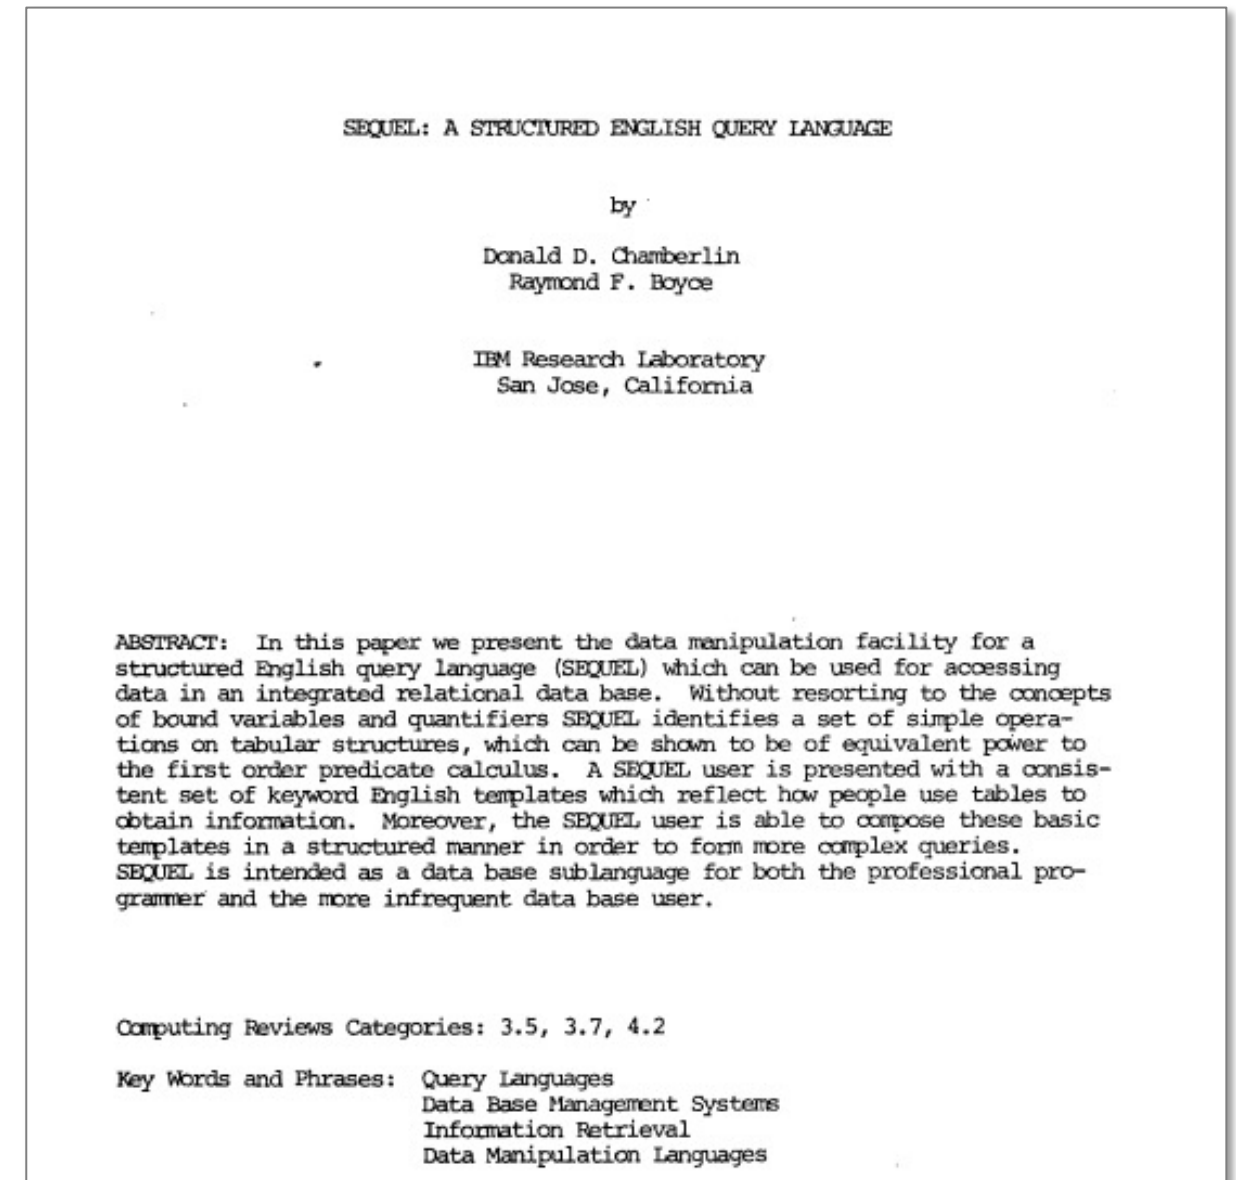 SEQUEL: A STRUCTURED ENGLISH QUERY LANGUAGE
by
Donald D. Chamberlin
Raymond F. Boyce
IBM Research Laboratory
San Jose, California
ABSTRACT: In this paper we present the data manipulation facility for a
structured English query language (SEQUEL) which can be used for accessing
data in an integrated relational data base. Without resorting to the concepts
of bound variables and quantifiers SEQUEL identifies a set of simple opera-
tions on tabular structures, which can be shown to be of equivalent power to
the first order predicate calculus. A SEQUEL user is presented with a consis-
tent set of keyword English templates which reflect how people use tables to
obtain information. Moreover, the SEQUEL user is able to compose these basic
templates in a structured manner in order to form more complex queries.
SEQUEL is intended as a data base sublanguage for both the professional pro-
grammer and the more infrequent data base user.
Computing Reviews Categories: 3.5, 3.7, 4.2
Key Words and Phrases: Query Languages
Data Base Management Systems
Information Retrieval
Data Manipulation Languages